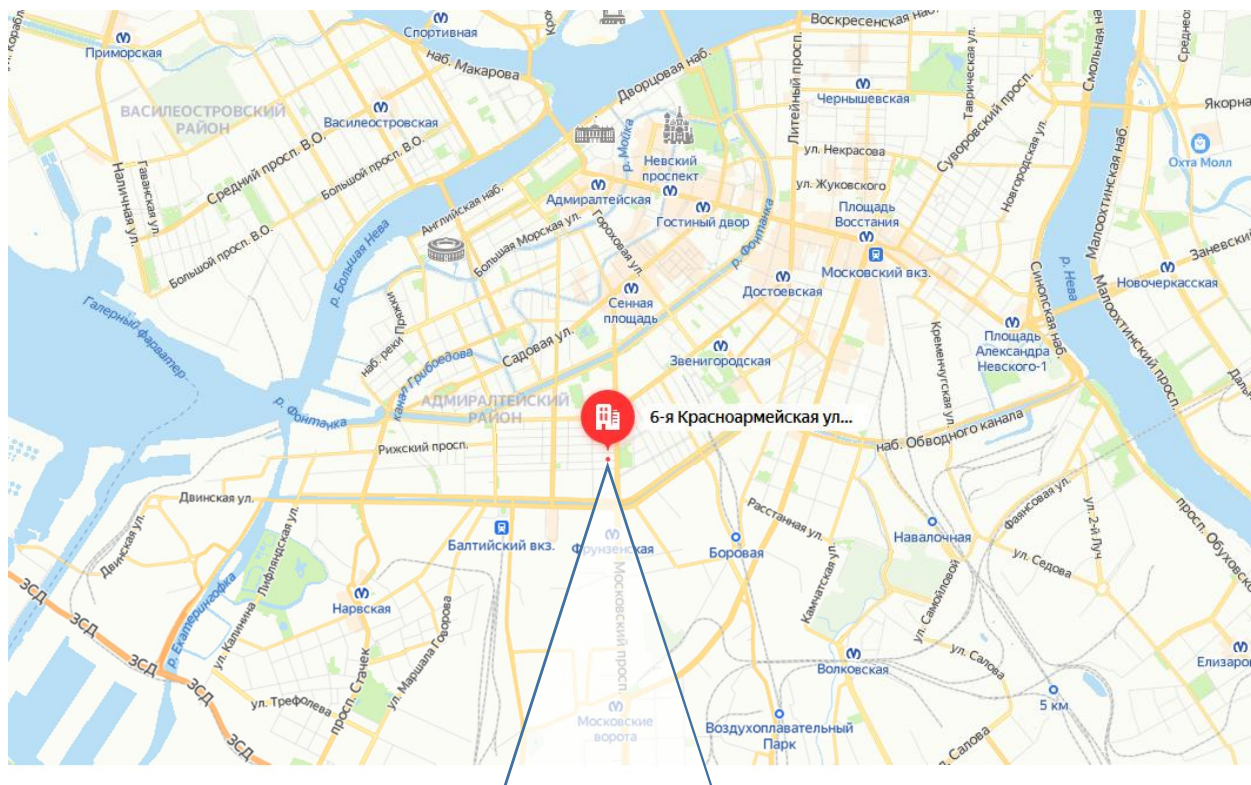 Приморская
Спортивная
наб. Макарова
Воскресенская наб.
Дворцовая наб.
Литейный просп.
Чернышевская
Таврическая ул.
Суворовский просп.
Смольная
Якорна
ВАСИЛЕОСТРОВСКИЙ
РАЙОН
Василеостровская
Наличная ул.
Гаванская ул.
Средний просп. В.О.
Большой просп. В.О.
Большой просп. В.О.
р. Мойка
Невский
проспект
ул. Некрасова
ул. Жуковского
Новгородская ул.
Малоохтинская наб.
Охта Молл
Английская наб.
Адмиралтейская
Гостиный двор
Площадь
Восстания
Московский вкз.
Большая Морская ул.
Гороховая ул.
р. Фонтанка
р. Большая Нева
Галерный фарватер
Сенная
площадь
Достоевская
Синопская наб.
р. Нева
Заневский
Новочеркасская
Малоохтинский просп.
наб. реки Пряжки
канал Грибоедова
Садовая ул.
Звенигородская
Кременчугская ул.
Площадь
Александра
Невского-1
р. Фонтанка
АДМИРАЛТЕЙСКИЙ
РАЙОН
6-я Красноармейская ул...
наб. Обводного канала
Рижский просп.
Двинская ул.
Двинская ул.
Лифляндская ул.
Балтийский вкз.
Фрунзенская
Боровая
Расстанная ул.
Навалочная
Фаянсовая ул.
ул. 2-й Луч
просп. Обуховско
ул. Седова
Камчатская ул.
ул. Самойловой
ЗСД
ЗСД
ЗСД
ЗСД
ЗСД
р. Екатерингофка
ул. Калинина
Нарвская
ул. Маршала Говорова
Московский просп.
ул. Трефолева
просп. Стачек
Московские
ворота
Волковская
ул. Салова
Елизаров
5 км
Воздухоплавательный
Парк
Салова